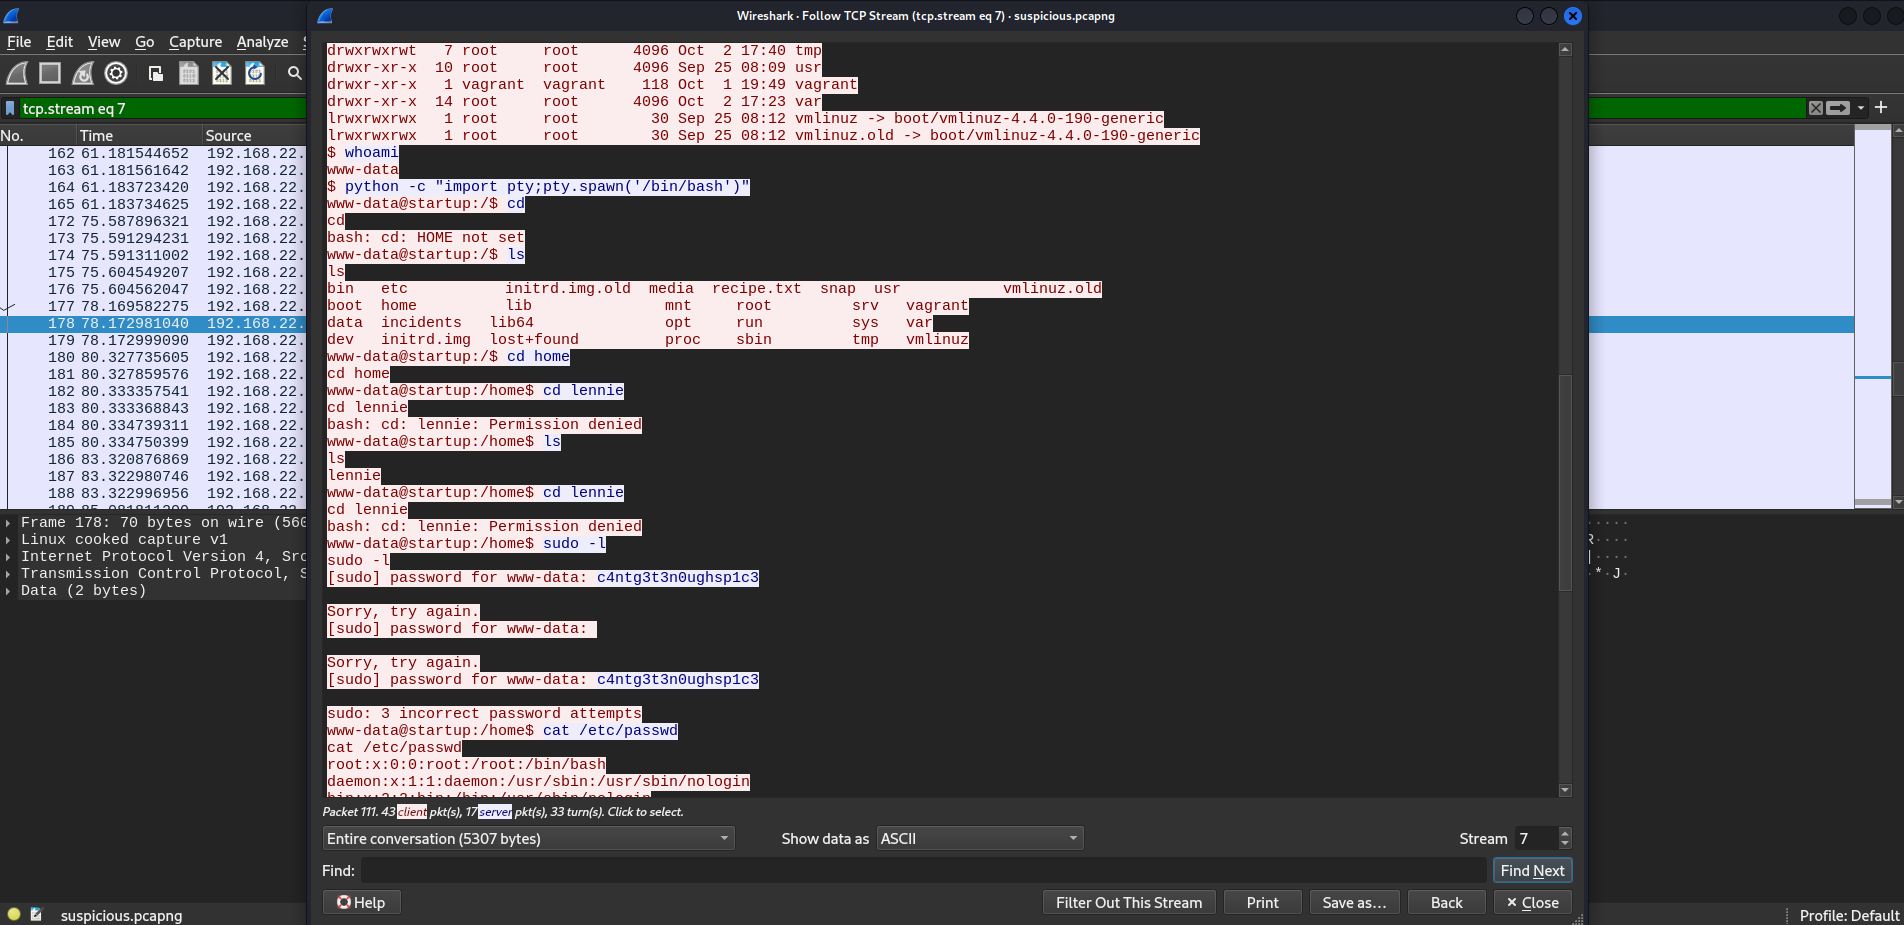 Wireshark · Follow TCP Stream (tcp.stream eq 7) · suspicious.pcapng
File Edit View Go Capture Analyze
tcp.stream eq 7
No. Time Source
162 61.181544652 192.168.22.
163 61.181561642 192.168.22.
164 61.183723420 192.168.22.
165 61.183734625 192.168.22.
172 75.587896321 192.168.22.
173 75.591294231 192.168.22.
174 75.591311002 192.168.22.
175 75.604549207 192.168.22.
176 75.604562047 192.168.22.
177 78.169582275 192.168.22.
178 78.172981040 192.168.22.
179 78.172999090 192.168.22.
180 80.327735605 192.168.22.
181 80.327859576 192.168.22.
182 80.333357541 192.168.22.
183 80.333368843 192.168.22.
184 80.334739311 192.168.22.
185 80.334750399 192.168.22.
186 83.320876869 192.168.22.
187 83.322980746 192.168.22.
188 83.322996956 192.168.22.
Frame 178: 70 bytes on wire (560
Linux cooked capture v1
Internet Protocol Version 4, Src
Transmission Control Protocol, S
Data (2 bytes)
drwxrwxrwt   7 root     root      4096 Oct  2 17:40 tmp
drwxr-xr-x  10 root     root      4096 Sep 25 08:09 usr
drwxr-xr-x   1 vagrant  vagrant    118 Oct  1 19:49 vagrant
drwxr-xr-x  14 root     root      4096 Oct  2 17:23 var
lrwxrwxrwx   1 root     root        30 Sep 25 08:12 vmlinuz -> boot/vmlinuz-4.4.0-190-generic
lrwxrwxrwx   1 root     root        30 Sep 25 08:12 vmlinuz.old -> boot/vmlinuz-4.4.0-190-generic
$ whoami
www-data
$ python -c "import pty;pty.spawn('/bin/bash')"
www-data@startup:/$ cd
cd
bash: cd: HOME not set
www-data@startup:/$ ls
ls
bin   etc         initrd.img.old  media  recipe.txt  snap  usr         vmlinuz.old
boot  home        lib             mnt    root        srv   vagrant
data  incidents   lib64           opt    run         sys   var
dev   initrd.img  lost+found      proc   sbin        tmp   vmlinuz
www-data@startup:/$ cd home
cd home
www-data@startup:/home$ cd lennie
cd lennie
bash: cd: lennie: Permission denied
www-data@startup:/home$ ls
ls
lennie
www-data@startup:/home$ cd lennie
cd lennie
bash: cd: lennie: Permission denied
www-data@startup:/home$ sudo -l
sudo -l
[sudo] password for www-data: c4ntg3t3n0ughsp1c3
Sorry, try again.
[sudo] password for www-data:
Sorry, try again.
[sudo] password for www-data: c4ntg3t3n0ughsp1c3
sudo: 3 incorrect password attempts
www-data@startup:/home$ cat /etc/passwd
cat /etc/passwd
root:x:0:0:root:/root:/bin/bash
daemon:x:1:1:daemon:/usr/sbin:/usr/sbin/nologin
bin:x:2:2:bin:/bin:/usr/sbin/nologin
Packet 111. 43 client pkt(s), 17 server pkt(s), 33 turn(s). Click to select.
Entire conversation (5307 bytes) Show data as ASCII Stream 7
Find: Find Next
Help Filter Out This Stream Print Save as… Back Close
R
* J
suspicious.pcapng Profile: Default